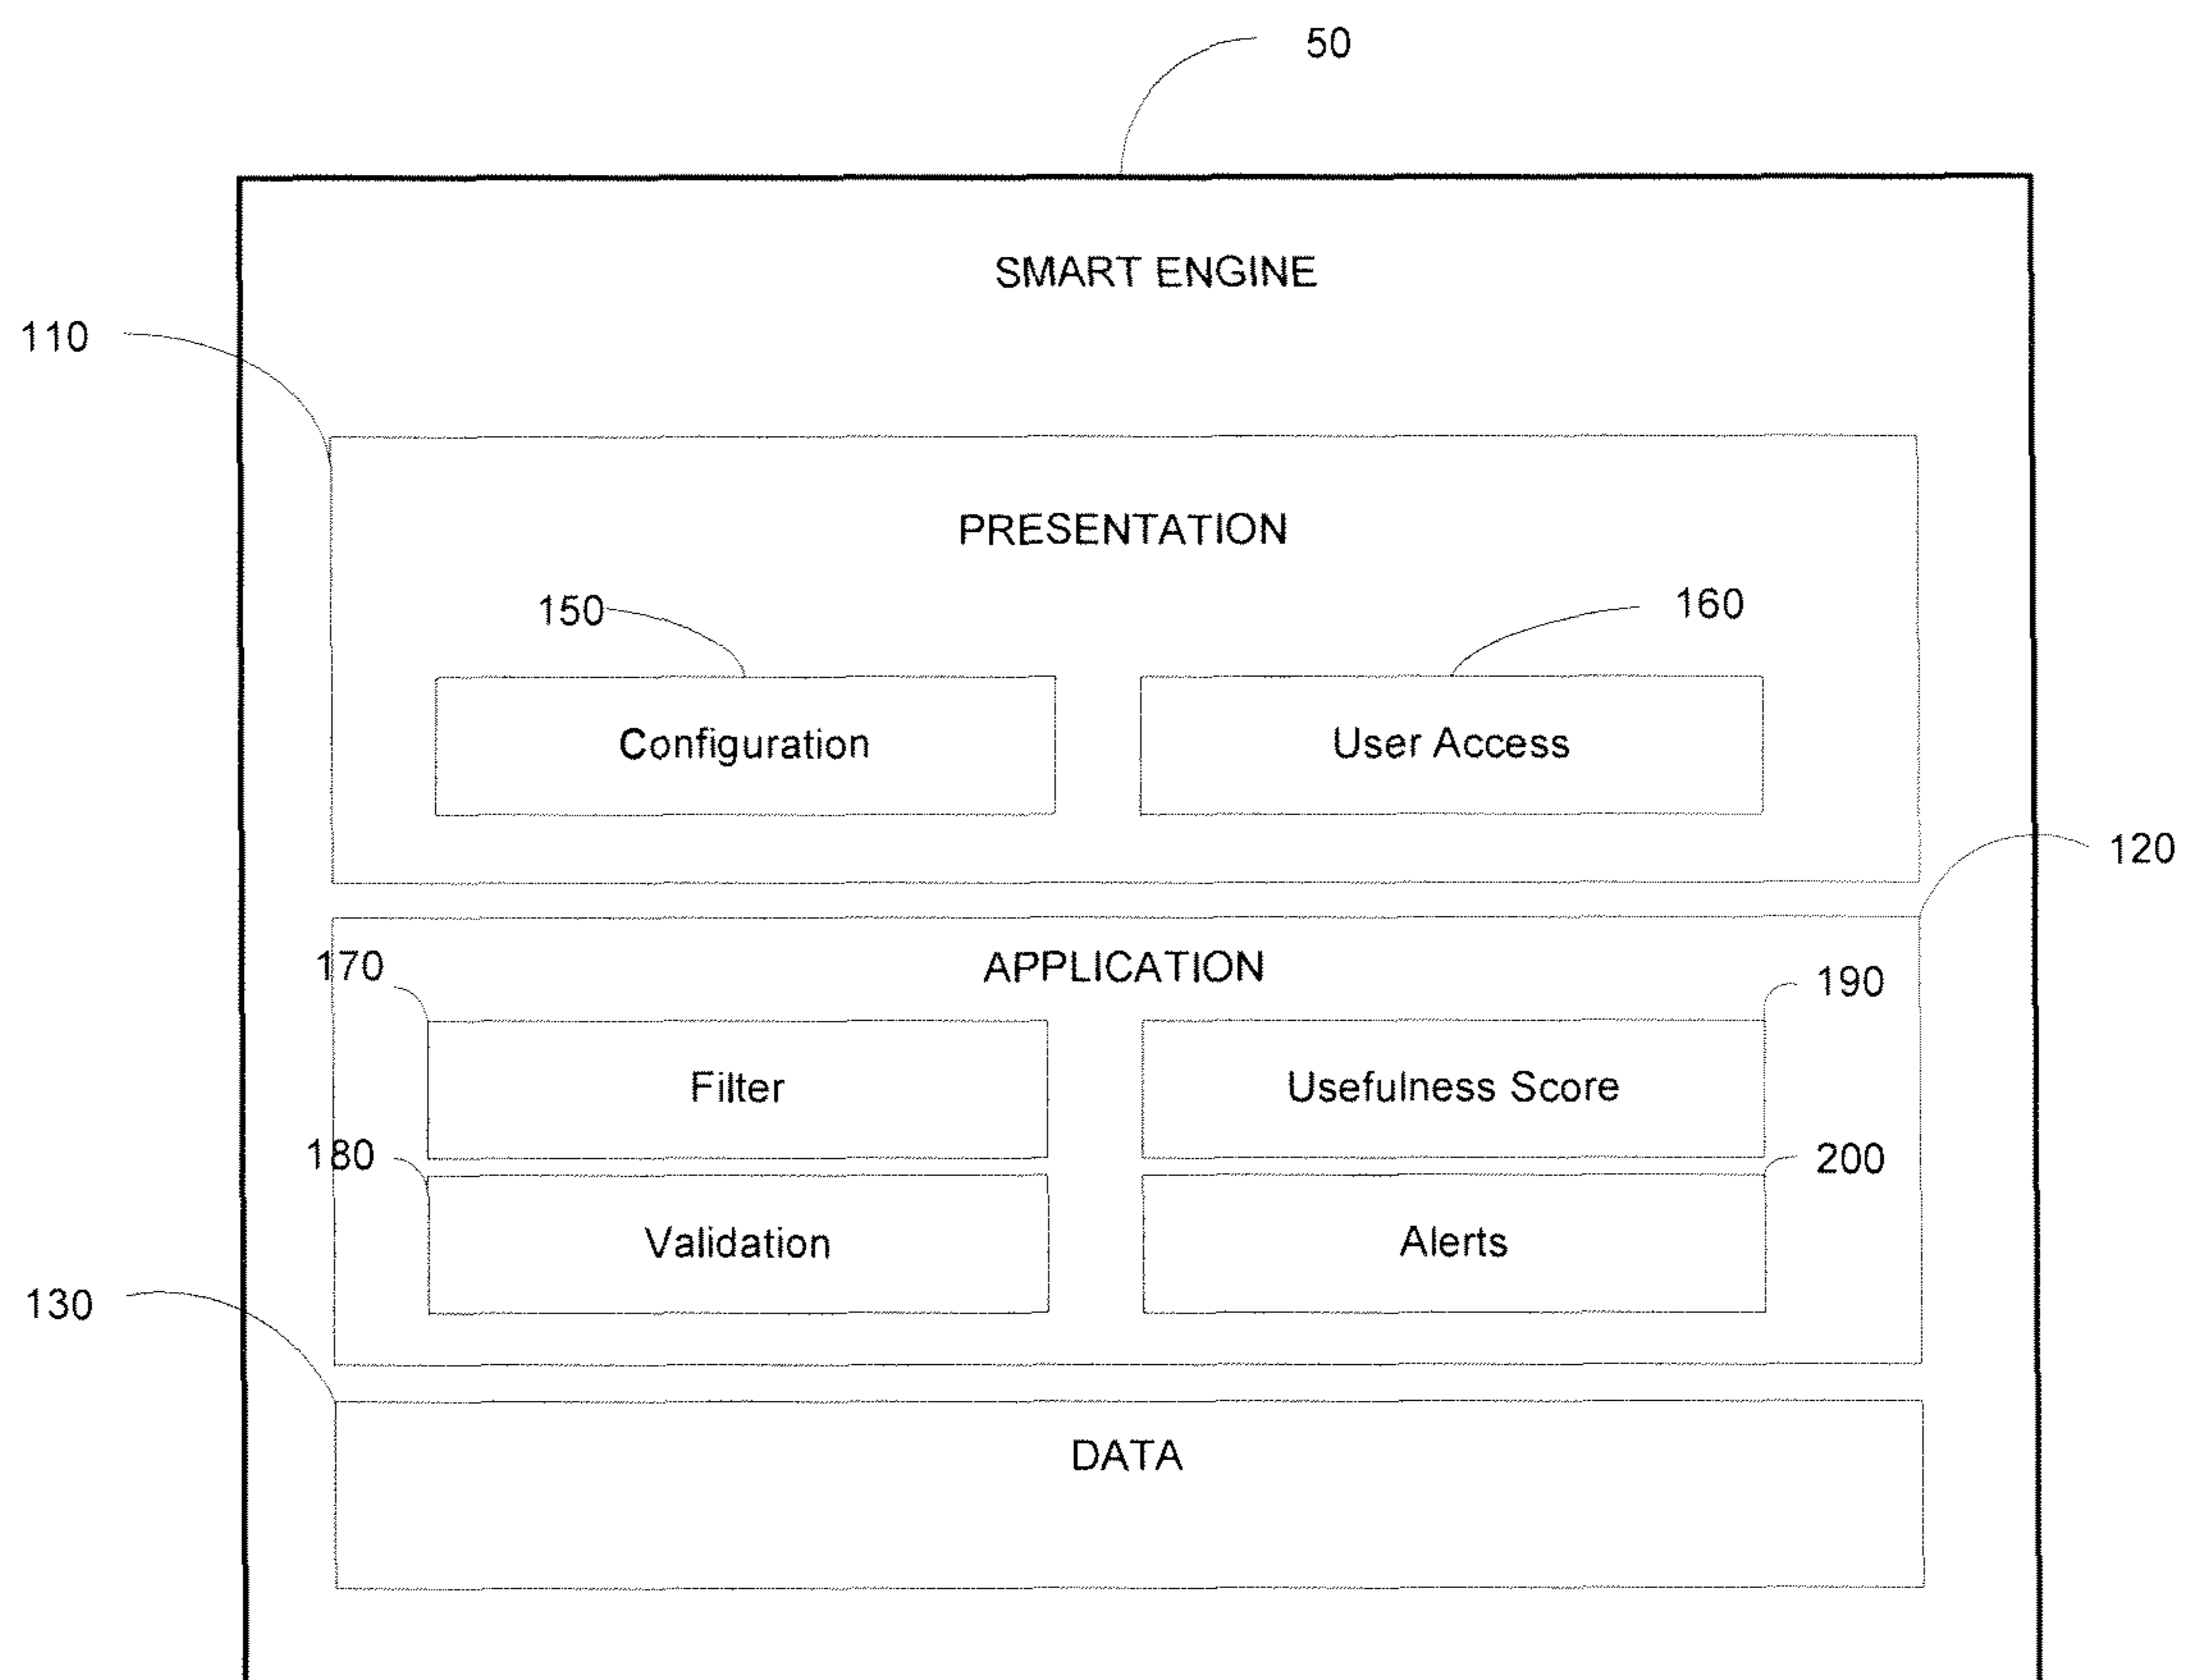 50
SMART ENGINE
110
PRESENTATION
150
160
Configuration
User Access
120
APPLICATION
170
190
Filter
Usefulness Score
180
200
Validation
Alerts
130
DATA